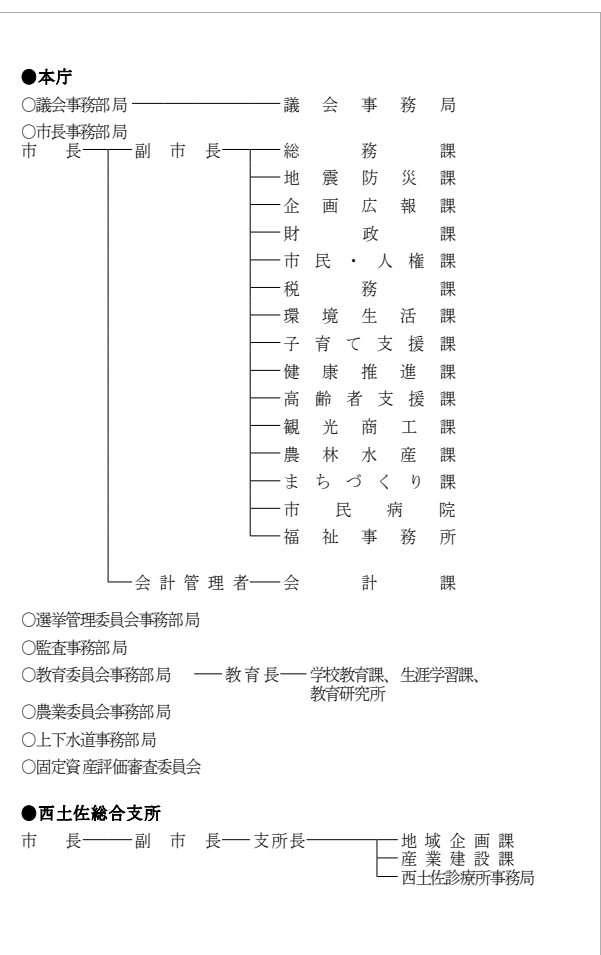 ●本庁
○議会事務部局 議会事務局
○市長事務部局
市長 副市長 総務課
地震防災課
企画広報課
財政課
市民・人権課
税務課
環境生活課
子育て支援課
健康推進課
高齢者支援課
観光商工課
農林水産課
まちづくり課
市民病院
福祉事務所
会計管理者 会計課
○選挙管理委員会事務部局
○監査事務部局
○教育委員会事務部局 教育長 学校教育課、生涯学習課、
教育研究所
○農業委員会事務部局
○上下水道事務部局
○固定資産評価審査委員会
●西土佐総合支所
市長 副市長 支所長 地域企画課
産業建設課
西土佐診療所事務局